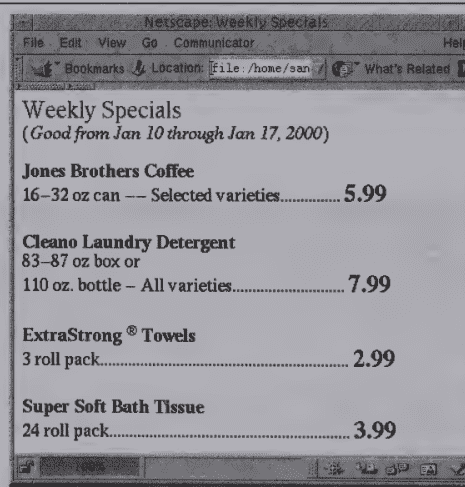 Netscape: Weekly Specials
File Edit View Go Communicator Help
Bookmarks Location: file:/home/san What's Related
Weekly Specials
(Good from Jan 10 through Jan 17, 2000)
Jones Brothers Coffee
16–32 oz can –– Selected varieties.............. 5.99
Cleano Laundry Detergent
83–87 oz box or
110 oz. bottle – All varieties.......................... 7.99
ExtraStrong ® Towels
3 roll pack.......................................................... 2.99
Super Soft Bath Tissue
24 roll pack......................................................... 3.99